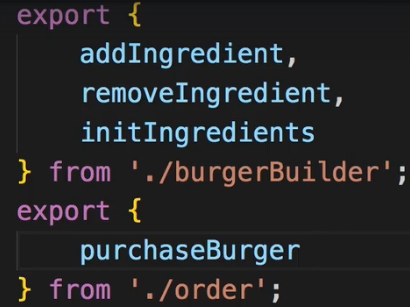 export {
    addIngredient,
    removeIngredient,
    initIngredients
} from './burgerBuilder';
export {
    purchaseBurger
} from './order';